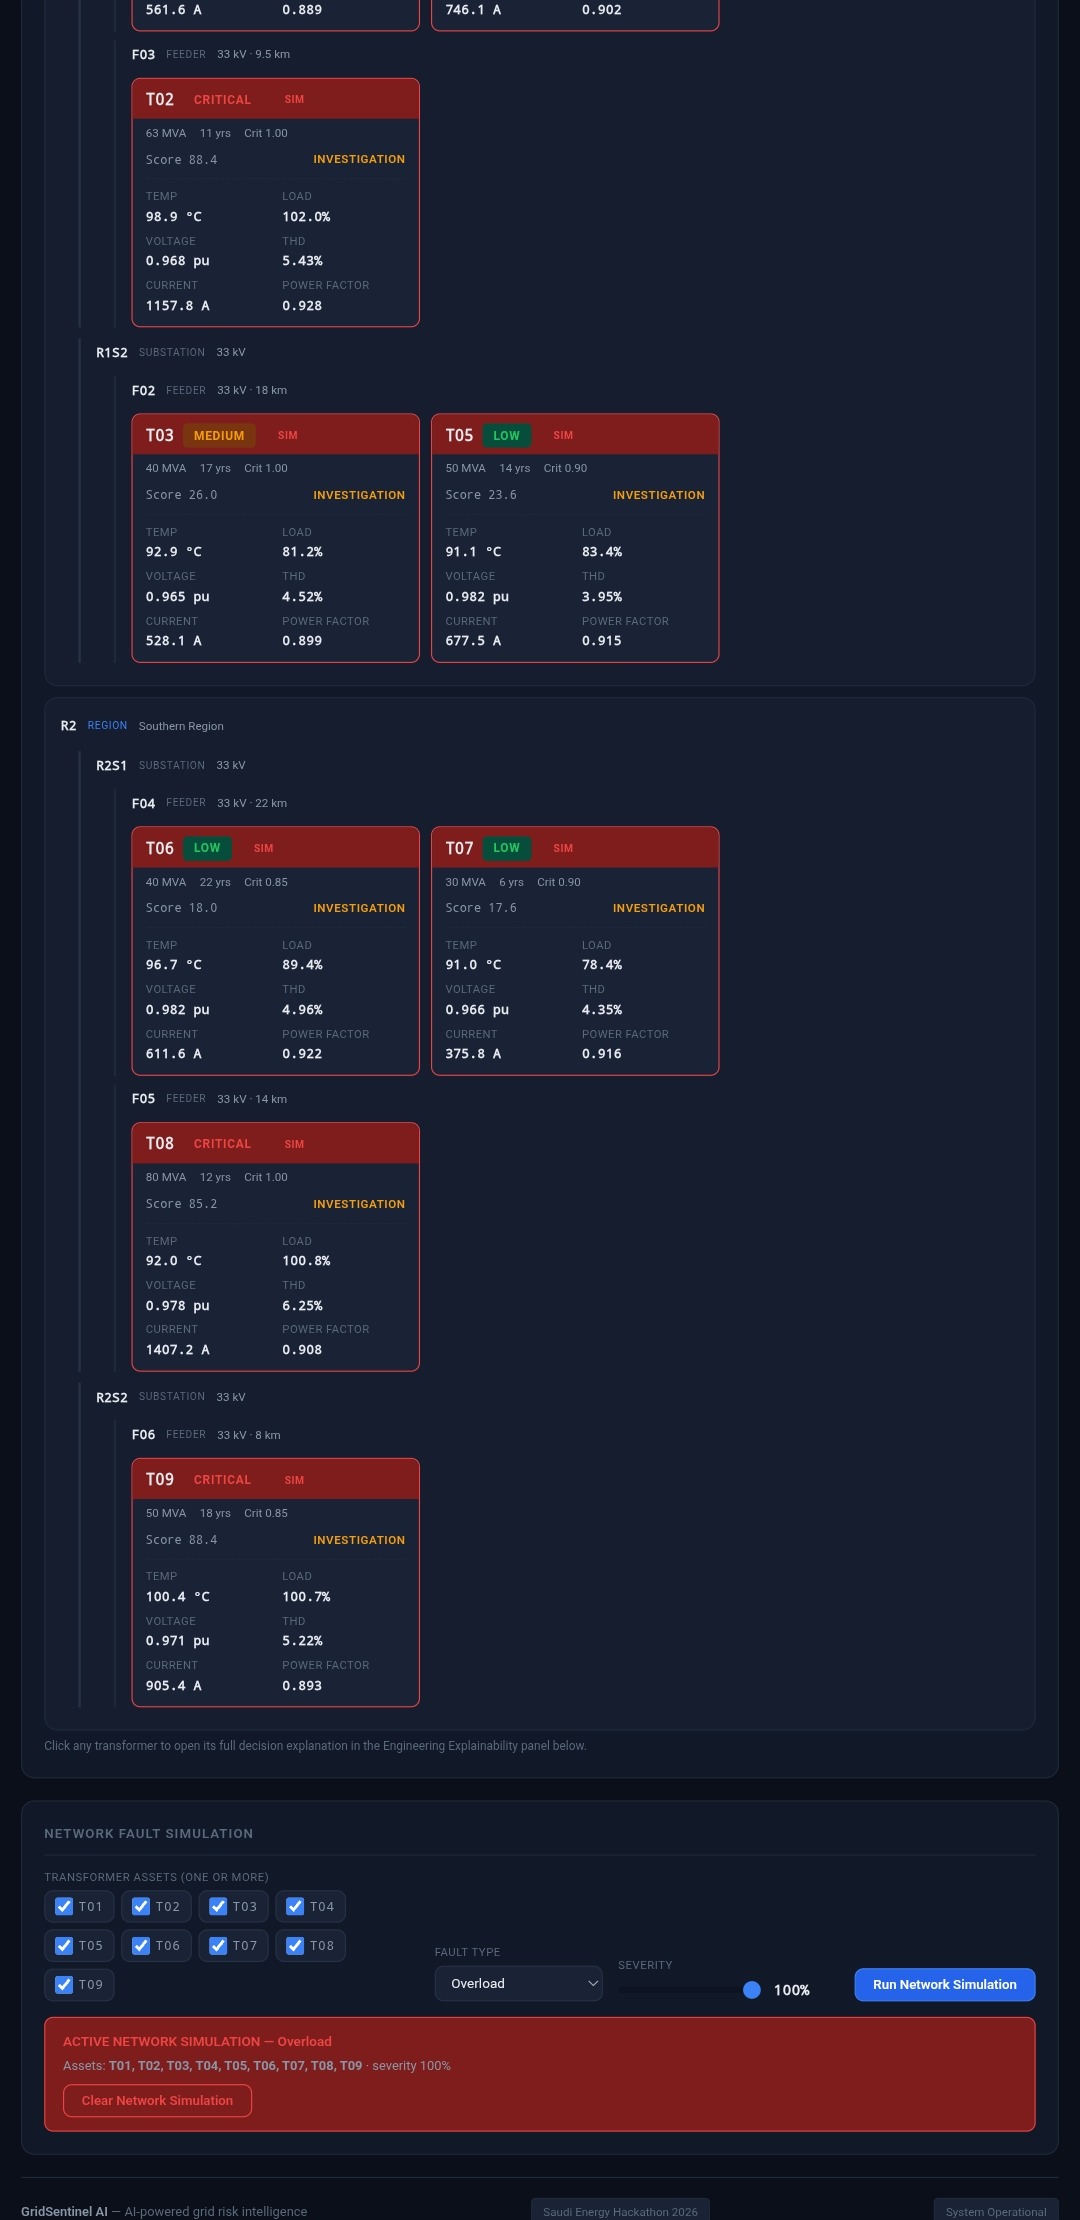 561.6 A 0.889 746.1 A 0.902
F03 FEEDER 33 kV · 9.5 km
T02 CRITICAL SIM
63 MVA 11 yrs Crit 1.00
Score 88.4 INVESTIGATION
TEMP LOAD
98.9 °C 102.0%
VOLTAGE THD
0.968 pu 5.43%
CURRENT POWER FACTOR
1157.8 A 0.928
R1S2 SUBSTATION 33 kV
F02 FEEDER 33 kV · 18 km
T03 MEDIUM SIM T05 LOW SIM
40 MVA 17 yrs Crit 1.00 50 MVA 14 yrs Crit 0.90
Score 26.0 INVESTIGATION Score 23.6 INVESTIGATION
TEMP LOAD TEMP LOAD
92.9 °C 81.2% 91.1 °C 83.4%
VOLTAGE THD VOLTAGE THD
0.965 pu 4.52% 0.982 pu 3.95%
CURRENT POWER FACTOR CURRENT POWER FACTOR
528.1 A 0.899 677.5 A 0.915
R2 REGION Southern Region
R2S1 SUBSTATION 33 kV
F04 FEEDER 33 kV · 22 km
T06 LOW SIM T07 LOW SIM
40 MVA 22 yrs Crit 0.85 30 MVA 6 yrs Crit 0.90
Score 18.0 INVESTIGATION Score 17.6 INVESTIGATION
TEMP LOAD TEMP LOAD
96.7 °C 89.4% 91.0 °C 78.4%
VOLTAGE THD VOLTAGE THD
0.982 pu 4.96% 0.966 pu 4.35%
CURRENT POWER FACTOR CURRENT POWER FACTOR
611.6 A 0.922 375.8 A 0.916
F05 FEEDER 33 kV · 14 km
T08 CRITICAL SIM
80 MVA 12 yrs Crit 1.00
Score 85.2 INVESTIGATION
TEMP LOAD
92.0 °C 100.8%
VOLTAGE THD
0.978 pu 6.25%
CURRENT POWER FACTOR
1407.2 A 0.908
R2S2 SUBSTATION 33 kV
F06 FEEDER 33 kV · 8 km
T09 CRITICAL SIM
50 MVA 18 yrs Crit 0.85
Score 88.4 INVESTIGATION
TEMP LOAD
100.4 °C 100.7%
VOLTAGE THD
0.971 pu 5.22%
CURRENT POWER FACTOR
905.4 A 0.893
Click any transformer to open its full decision explanation in the Engineering Explainability panel below.
NETWORK FAULT SIMULATION
TRANSFORMER ASSETS (ONE OR MORE)
T01 T02 T03 T04
T05 T06 T07 T08
T09
FAULT TYPE
Overload
SEVERITY
100%
Run Network Simulation
ACTIVE NETWORK SIMULATION — Overload
Assets: T01, T02, T03, T04, T05, T06, T07, T08, T09 · severity 100%
Clear Network Simulation
GridSentinel AI — AI-powered grid risk intelligence Saudi Energy Hackathon 2026 System Operational